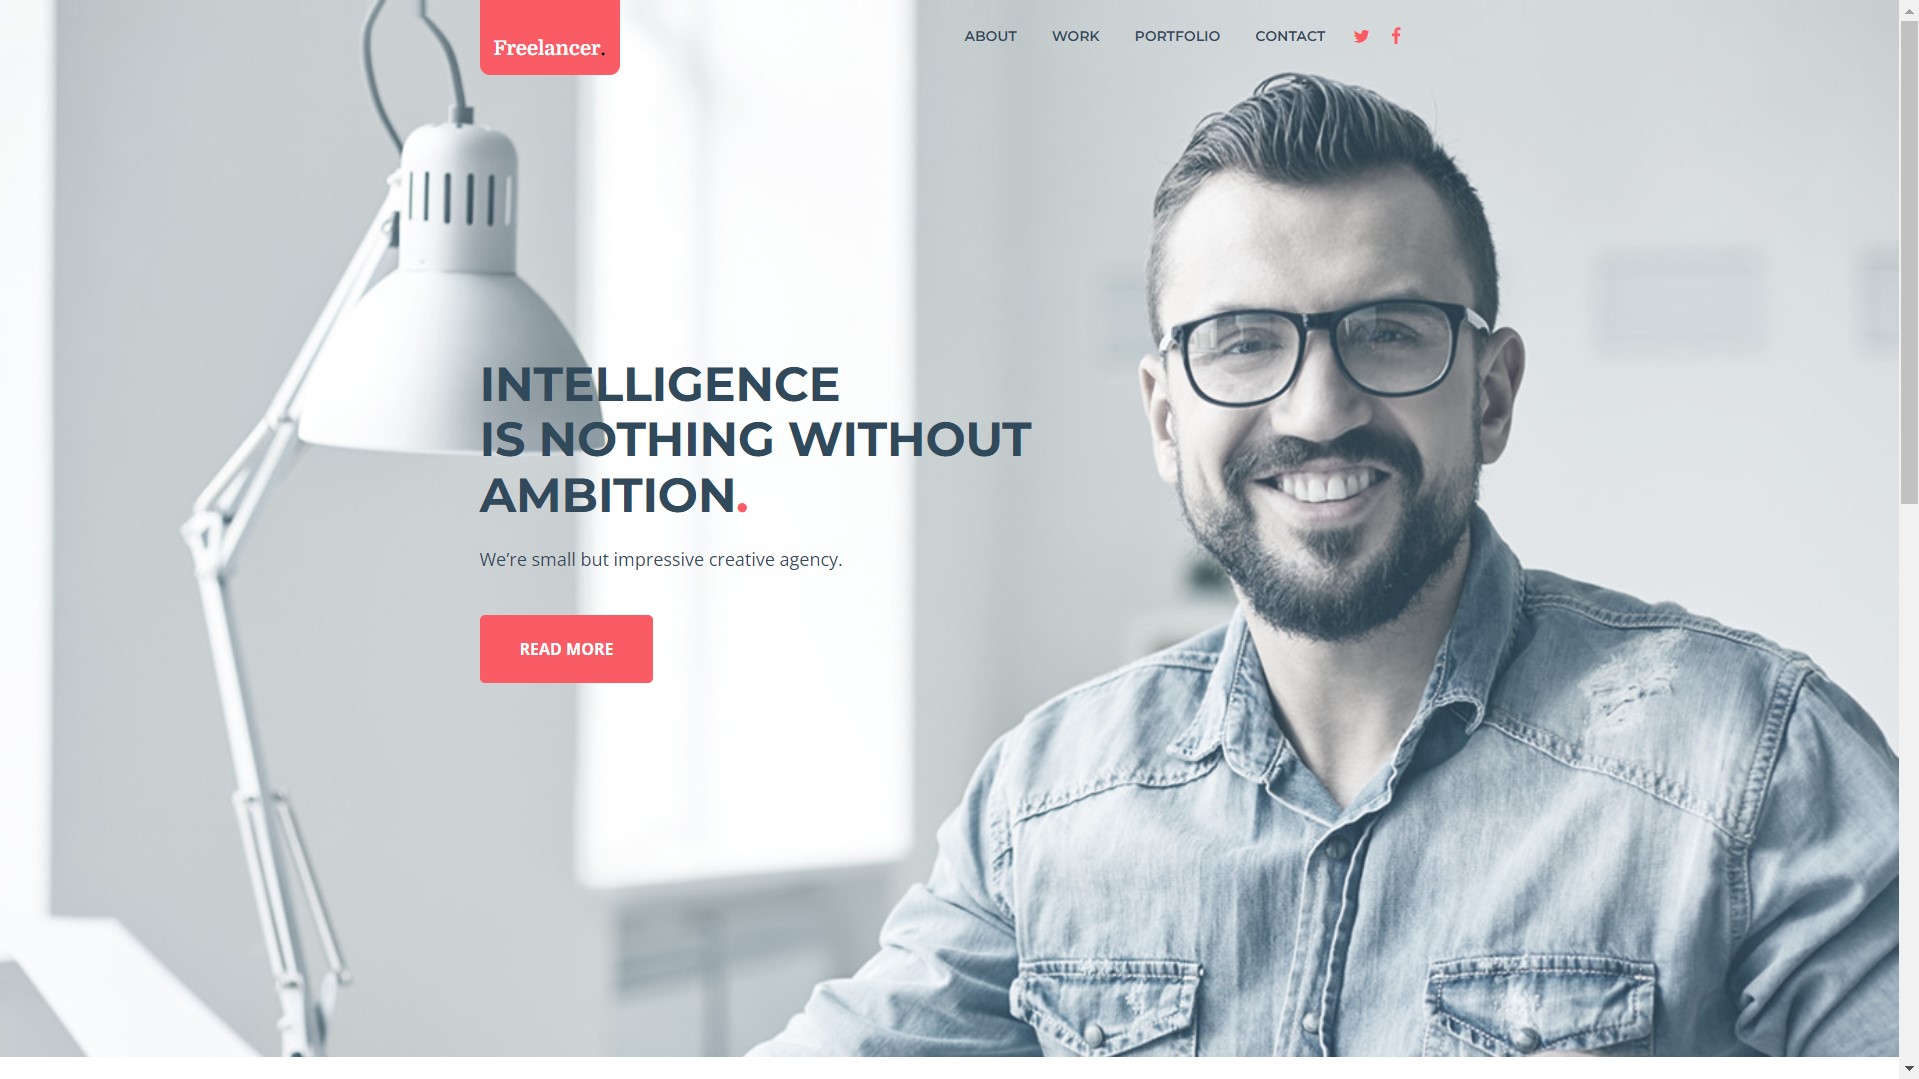 Freelancer.
ABOUT WORK PORTFOLIO CONTACT
INTELLIGENCE
IS NOTHING WITHOUT
AMBITION.
We’re small but impressive creative agency.
READ MORE